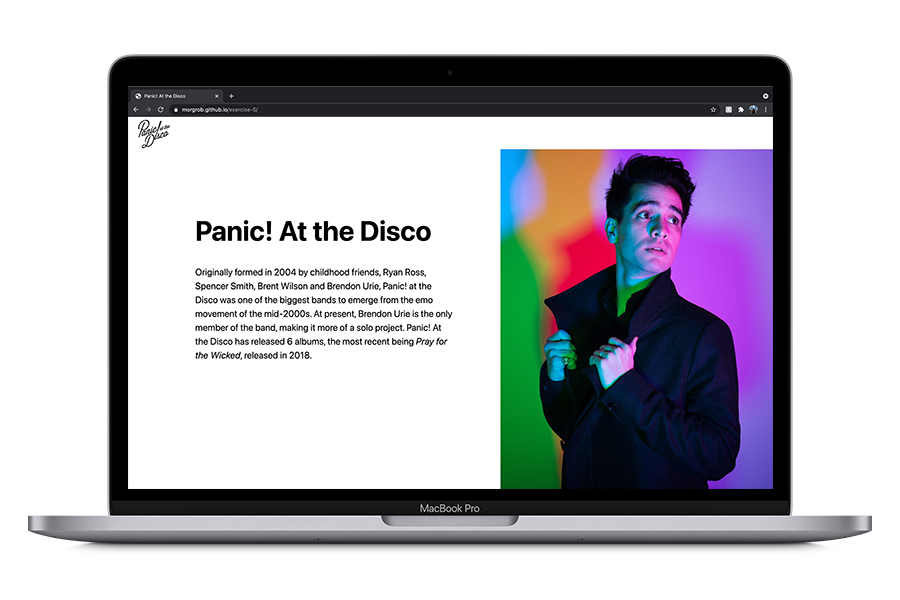 Panic! At the Disco
morgrob.github.io/exercise-5/
Panic! at the
Disco
Panic! At the Disco
Originally formed in 2004 by childhood friends, Ryan Ross,
Spencer Smith, Brent Wilson and Brendon Urie, Panic! at the
Disco was one of the biggest bands to emerge from the emo
movement of the mid-2000s. At present, Brendon Urie is the only
member of the band, making it more of a solo project. Panic! At
the Disco has released 6 albums, the most recent being Pray for
the Wicked, released in 2018.
MacBook Pro